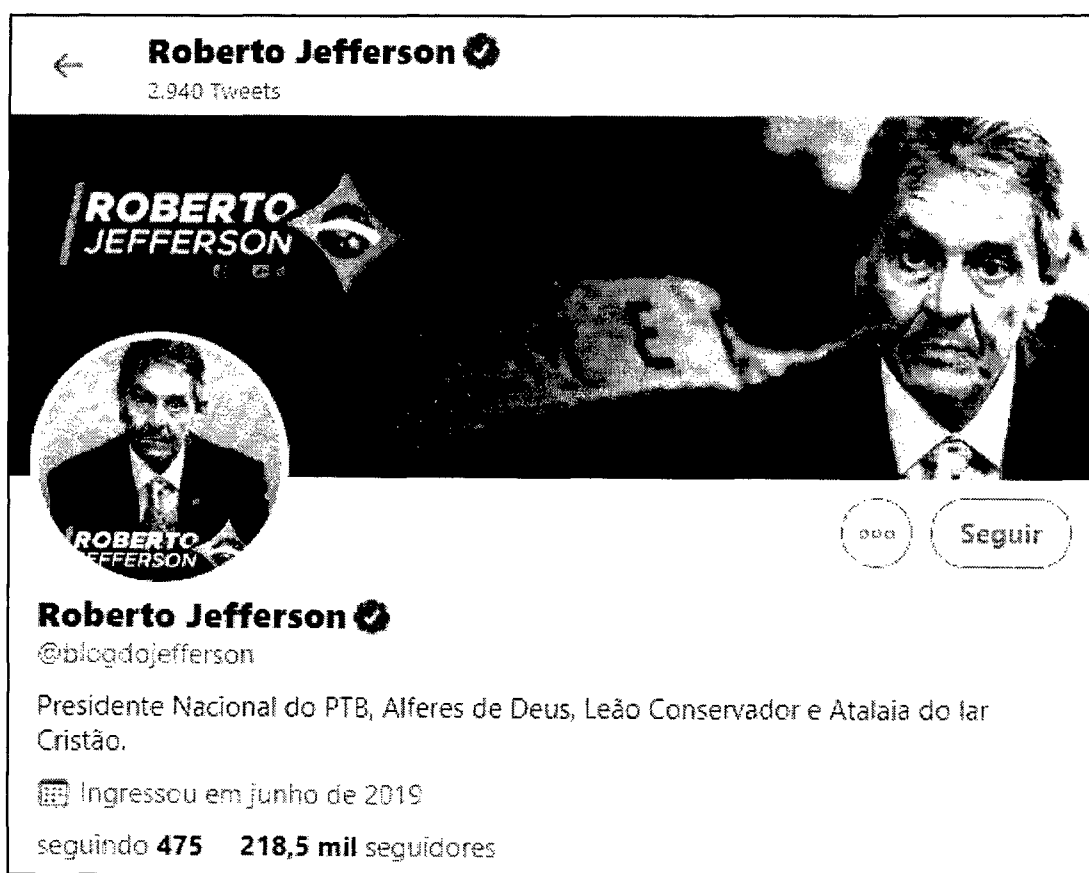 Roberto Jefferson
2.940 Tweets
ROBERTO
JEFFERSON
E
ROBERTO
JEFFERSON
Seguir
Roberto Jefferson
@blogdojefferson
Presidente Nacional do PTB, Alferes de Deus, Leão Conservador e Atalaia do lar
Cristão.
Ingressou em junho de 2019
seguindo 475 218,5 mil seguidores